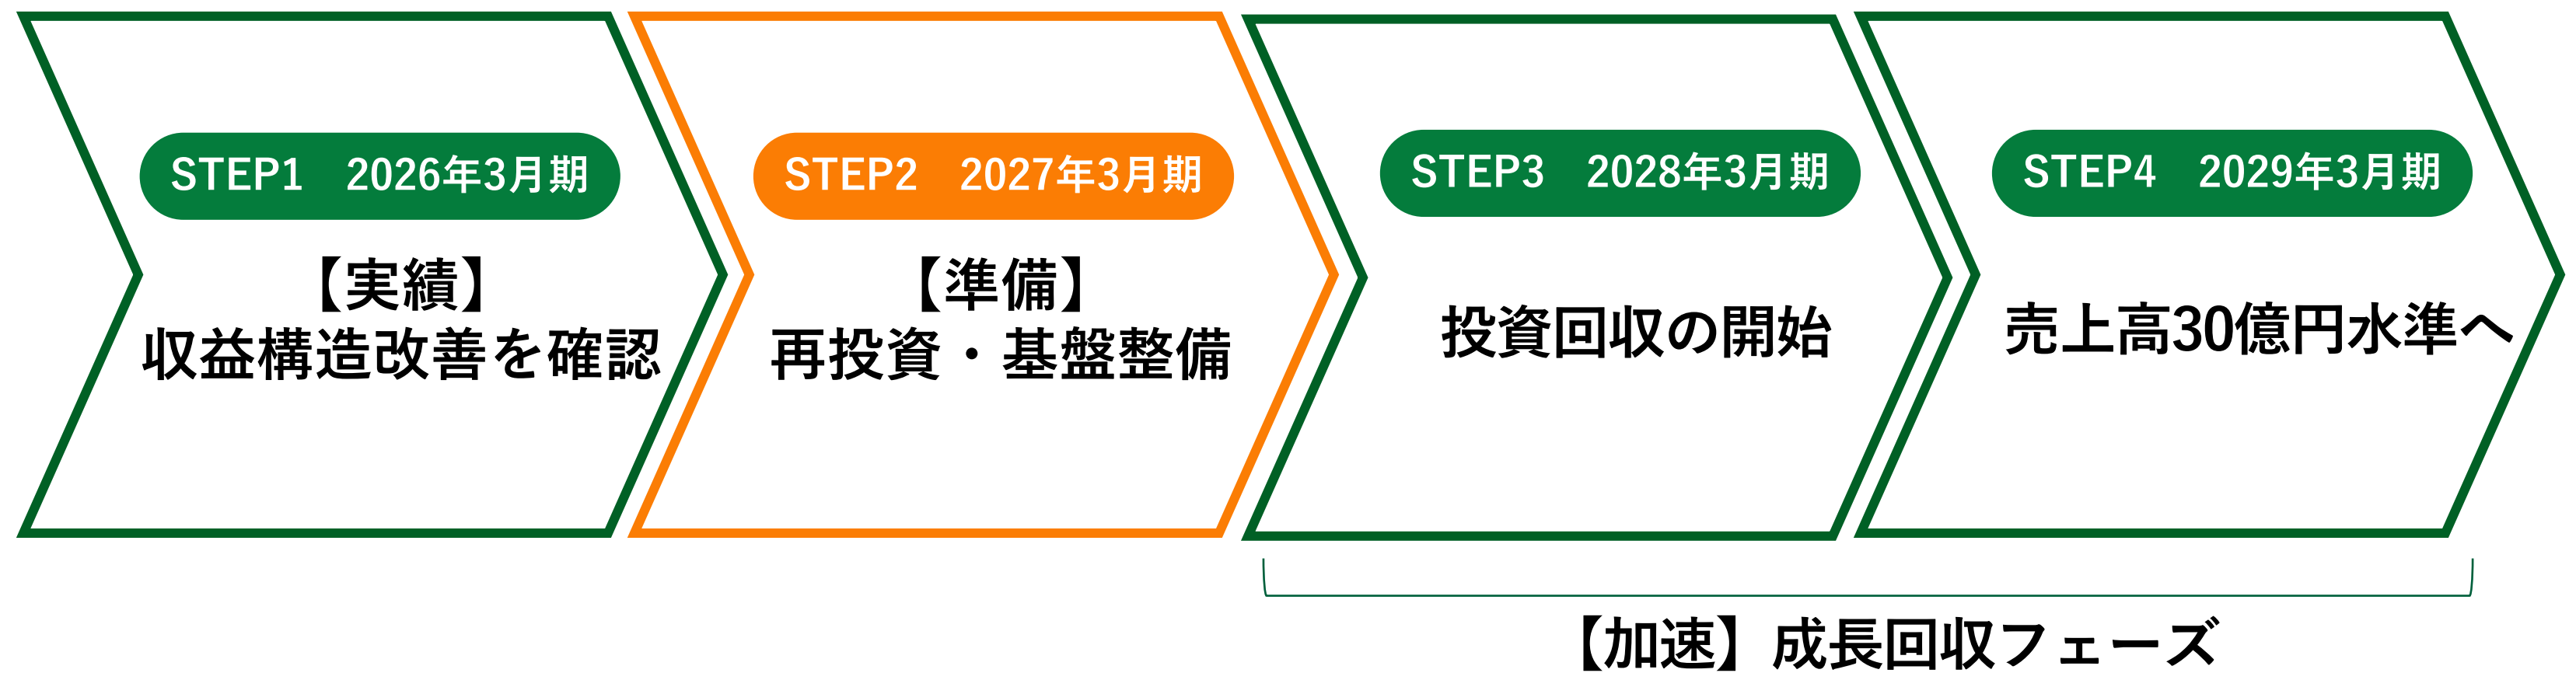 STEP1　2026年3月期
【実績】
収益構造改善を確認
STEP2　2027年3月期
【準備】
再投資・基盤整備
STEP3　2028年3月期
投資回収の開始
STEP4　2029年3月期
売上高30億円水準へ
【加速】成長回収フェーズ